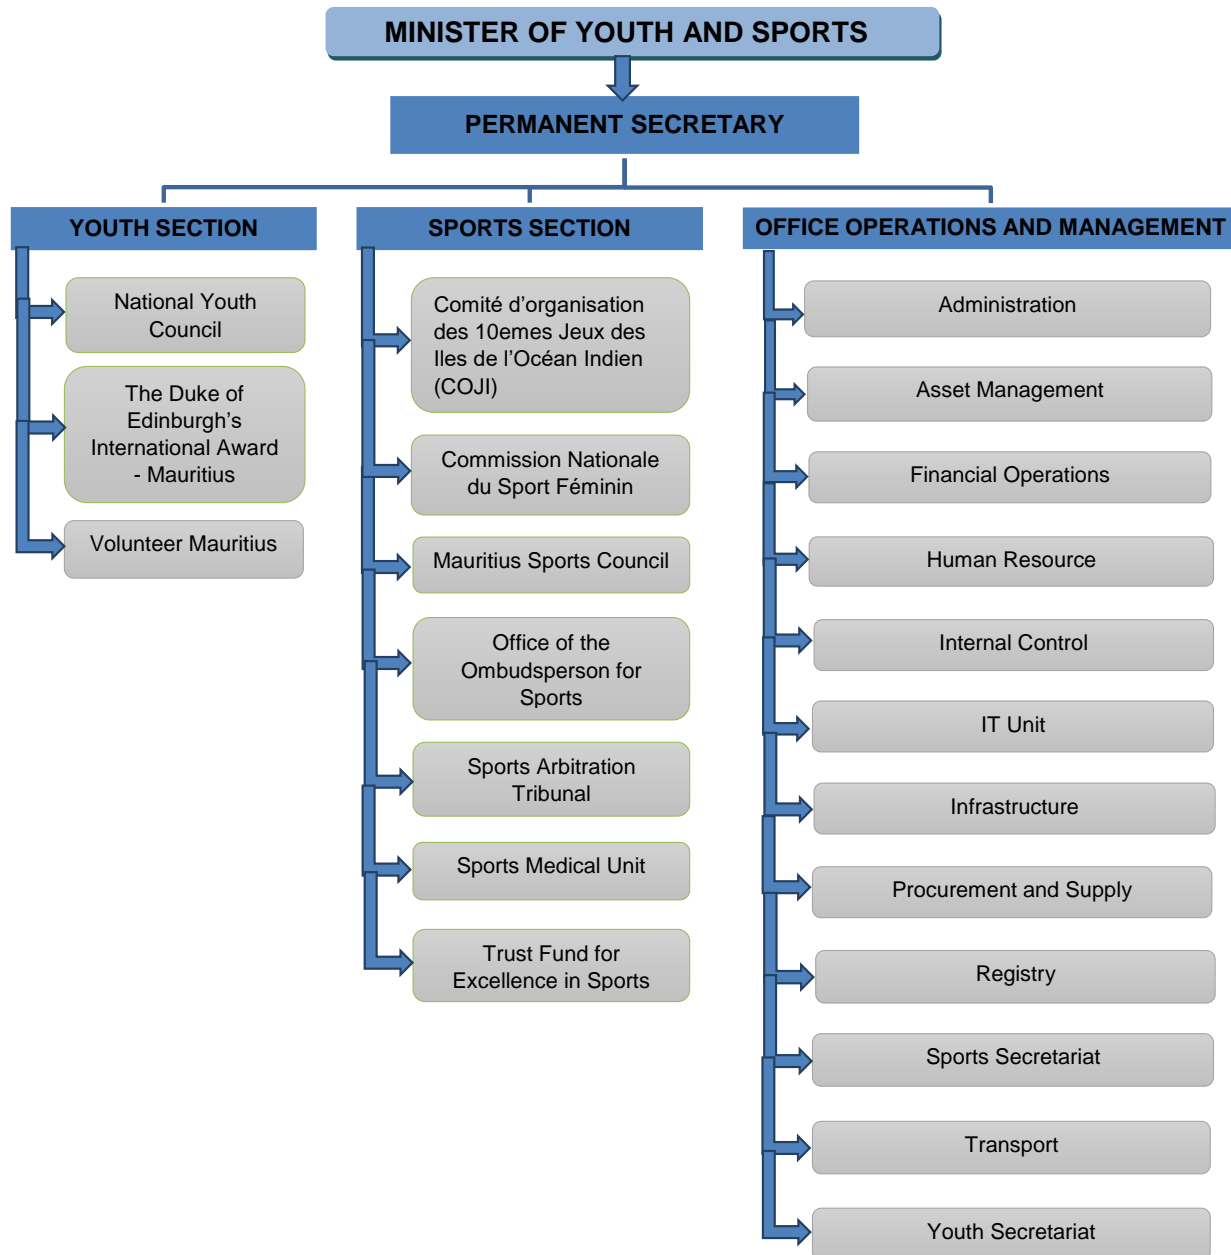 MINISTER OF YOUTH AND SPORTS
PERMANENT SECRETARY
YOUTH SECTION
National Youth
Council
The Duke of
Edinburgh’s
International Award
- Mauritius
Volunteer Mauritius
SPORTS SECTION
Comité d’organisation
des 10emes Jeux des
Iles de l’Océan Indien
(COJI)
Commission Nationale
du Sport Féminin
Mauritius Sports Council
Office of the
Ombudsperson for
Sports
Sports Arbitration
Tribunal
Sports Medical Unit
Trust Fund for
Excellence in Sports
OFFICE OPERATIONS AND MANAGEMENT
Administration
Asset Management
Financial Operations
Human Resource
Internal Control
IT Unit
Infrastructure
Procurement and Supply
Registry
Sports Secretariat
Transport
Youth Secretariat